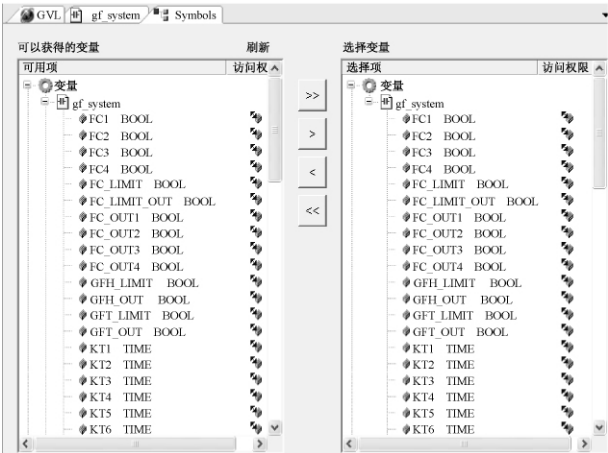 GVL gf_system Symbols
可以获得的变量 刷新 选择变量
可用项 访问权 选择项 访问权限
变量 变量
gf_system gf_system
FC1 BOOL FC1 BOOL
FC2 BOOL >> FC2 BOOL
FC3 BOOL > FC3 BOOL
FC4 BOOL FC4 BOOL
FC_LIMIT BOOL < FC_LIMIT BOOL
FC_LIMIT_OUT BOOL FC_LIMIT_OUT BOOL
FC_OUT1 BOOL << FC_OUT1 BOOL
FC_OUT2 BOOL FC_OUT2 BOOL
FC_OUT3 BOOL FC_OUT3 BOOL
FC_OUT4 BOOL FC_OUT4 BOOL
GFH_LIMIT BOOL GFH_LIMIT BOOL
GFH_OUT BOOL GFH_OUT BOOL
GFT_LIMIT BOOL GFT_LIMIT BOOL
GFT_OUT BOOL GFT_OUT BOOL
KT1 TIME KT1 TIME
KT2 TIME KT2 TIME
KT3 TIME KT3 TIME
KT4 TIME KT4 TIME
KT5 TIME KT5 TIME
KT6 TIME KT6 TIME